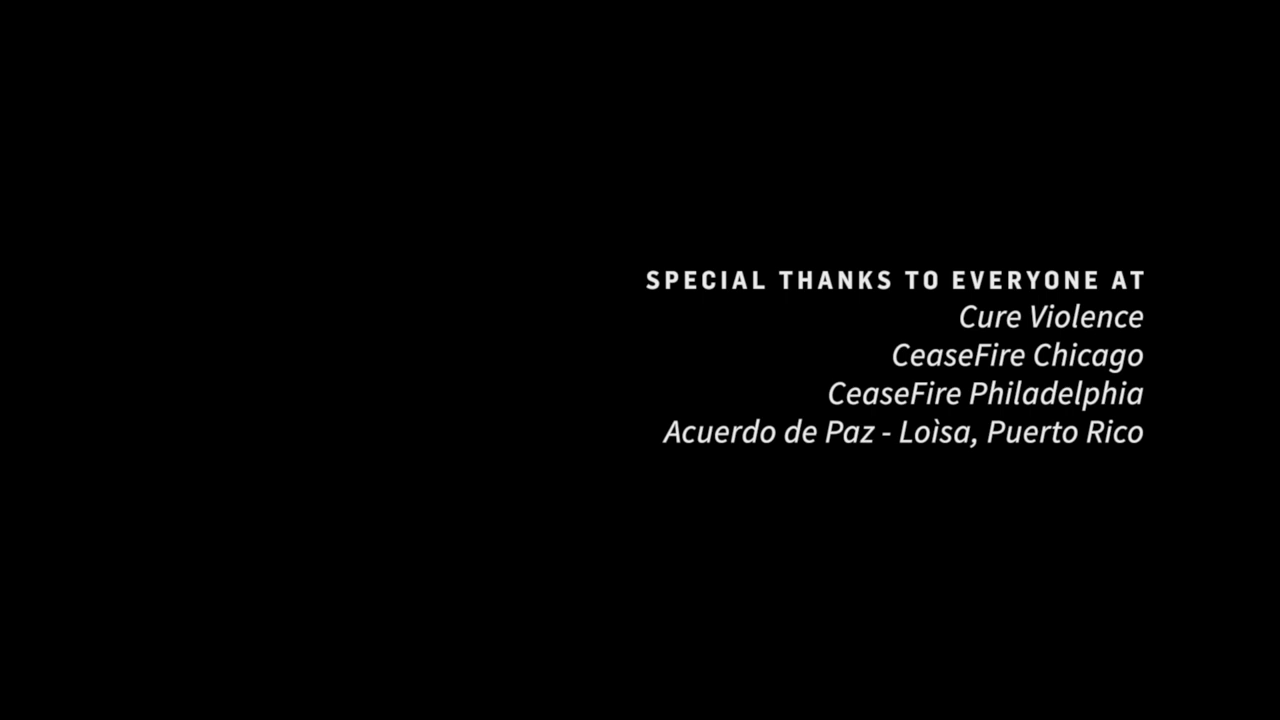 SPECIAL THANKS TO EVERYONE AT
Cure Violence
CeaseFire Chicago
CeaseFire Philadelphia
Acuerdo de Paz - Loìsa, Puerto Rico